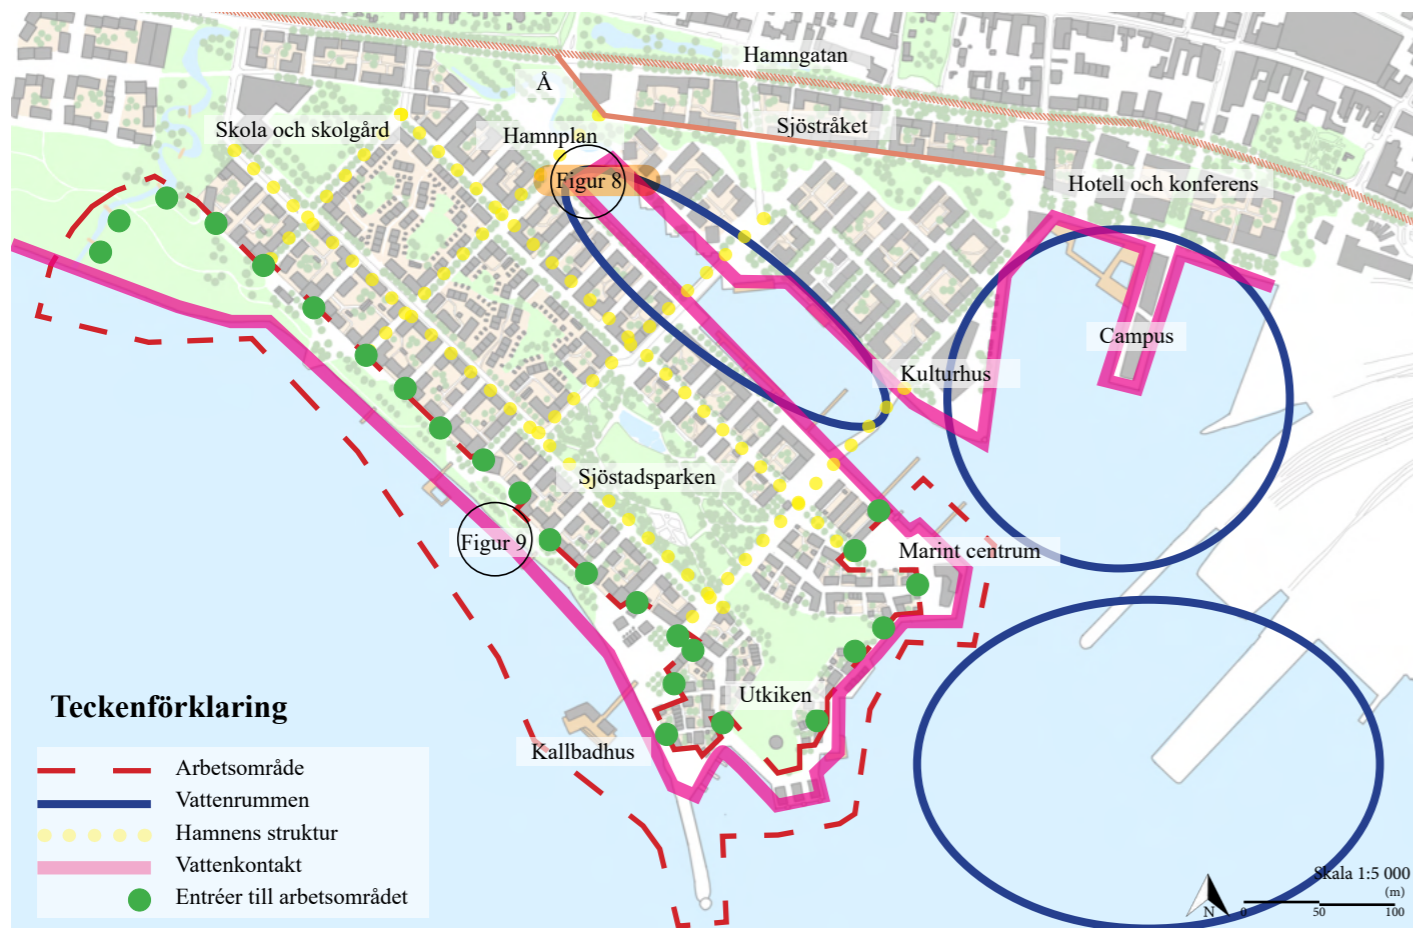 Hamngatan
Å
Sjöstråket
Skola och skolgård
Hamnplan
Figur 8
Hotell och konferens
Campus
Kulturhus
Sjöstadsparken
Figur 9
Marint centrum
Utkiken
Kallbadhus
Teckenförklaring
Arbetsområde
Vattenrummen
Hamnens struktur
Vattenkontakt
Entréer till arbetsområdet
Skala 1:5 000
(m)
N
0 50 100